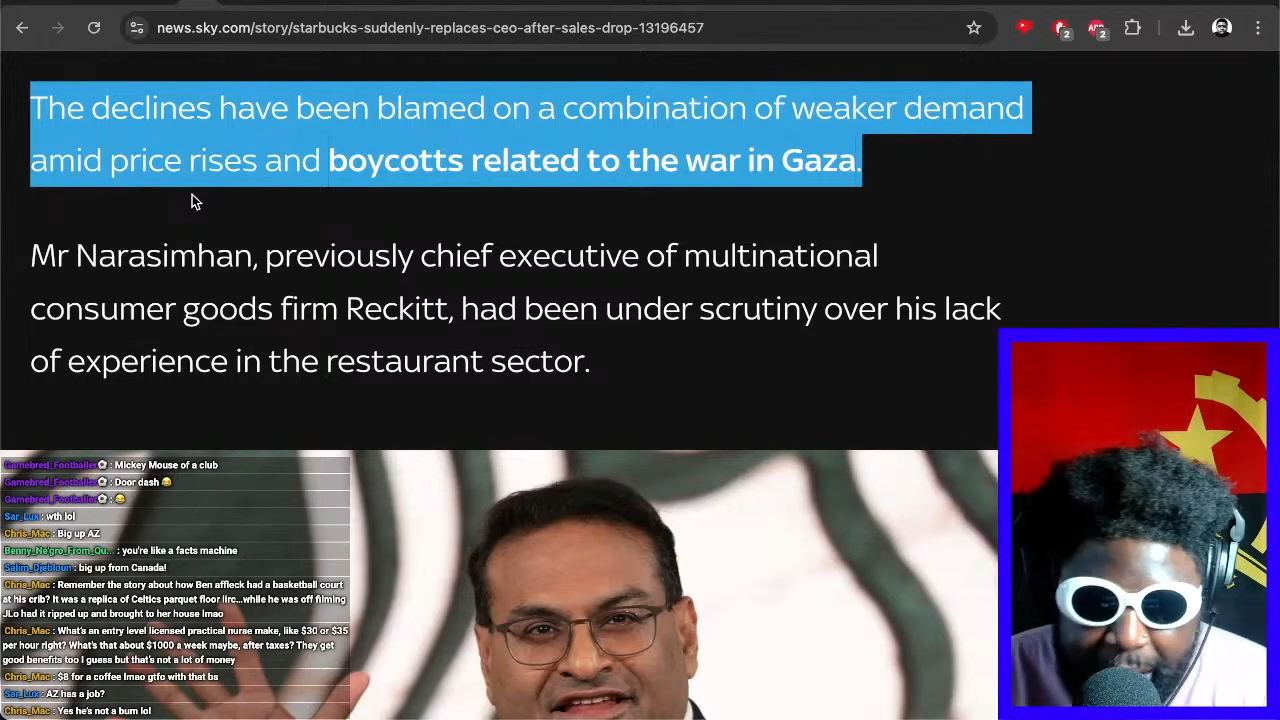 news.sky.com/story/starbucks-suddenly-replaces-ceo-after-sales-drop-13196457
2
2
The declines have been blamed on a combination of weaker demand
amid price rises and boycotts related to the war in Gaza.
Mr Narasimhan, previously chief executive of multinational
consumer goods firm Reckitt, had been under scrutiny over his lack
of experience in the restaurant sector.
Gamebred_Footballer : Mickey Mouse of a club
Gamebred_Footballer : Door dash 😂
Gamebred_Footballer : 😂
Sar_Lux : wth lol
Chris_Mac : Big up AZ
Benny_Ne'gro_From_Qu... : you're like a facts machine
Salim_Djebloun : big up from Canada!
Chris_Mac : Remember the story about how Ben affleck had a basketball court
at his crib? It was a replica of Celtics parquet floor iirc...while he was off filming
JLo had it ripped up and brought to her house lmao
Chris_Mac : What's an entry level licensed practical nurse make, like $30 or $35
per hour right? What's that about $1000 a week maybe, after taxes? They get
good benefits too I guess but that's not a lot of money
Chris_Mac : $8 for a coffee lmao gtfo with that bs
Sar_Lux : AZ has a job?
Chris_Mac : Yes he's not a bum lol